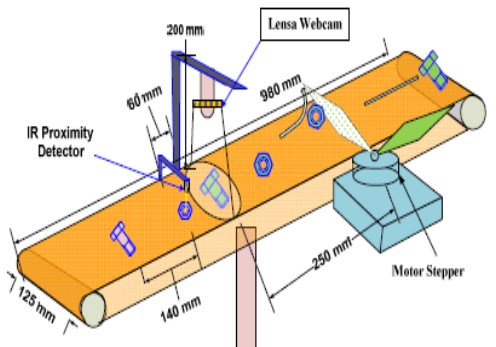 200 mm
Lensa Webcam
60 mm
980 mm
IR Proximity
Detector
250 mm
Motor Stepper
125 mm
140 mm